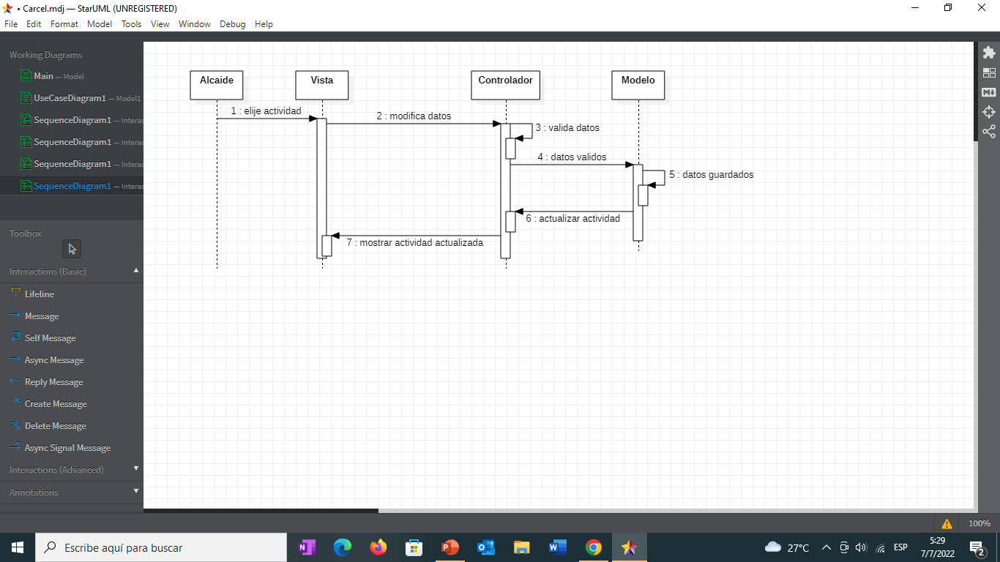 • Carcel.mdj — StarUML (UNREGISTERED)
File Edit Format Model Tools View Window Debug Help
Working Diagrams
Main — Model
UseCaseDiagram1 — Model1
SequenceDiagram1 — Interac
SequenceDiagram1 — Interac
SequenceDiagram1 — Interac
SequenceDiagram1 — Interac
Toolbox
Interactions (Basic)
Lifeline
Message
Self Message
Async Message
Reply Message
Create Message
Delete Message
Async Signal Message
Interactions (Advanced)
Annotations
Alcaide Vista Controlador Modelo
1 : elije actividad
2 : modifica datos
3 : valida datos
4 : datos validos
5 : datos guardados
6 : actualizar actividad
7 : mostrar actividad actualizada
M
100%
Escribe aquí para buscar
N
P
O
W
27°C
ESP
5:29
7/7/2022
2